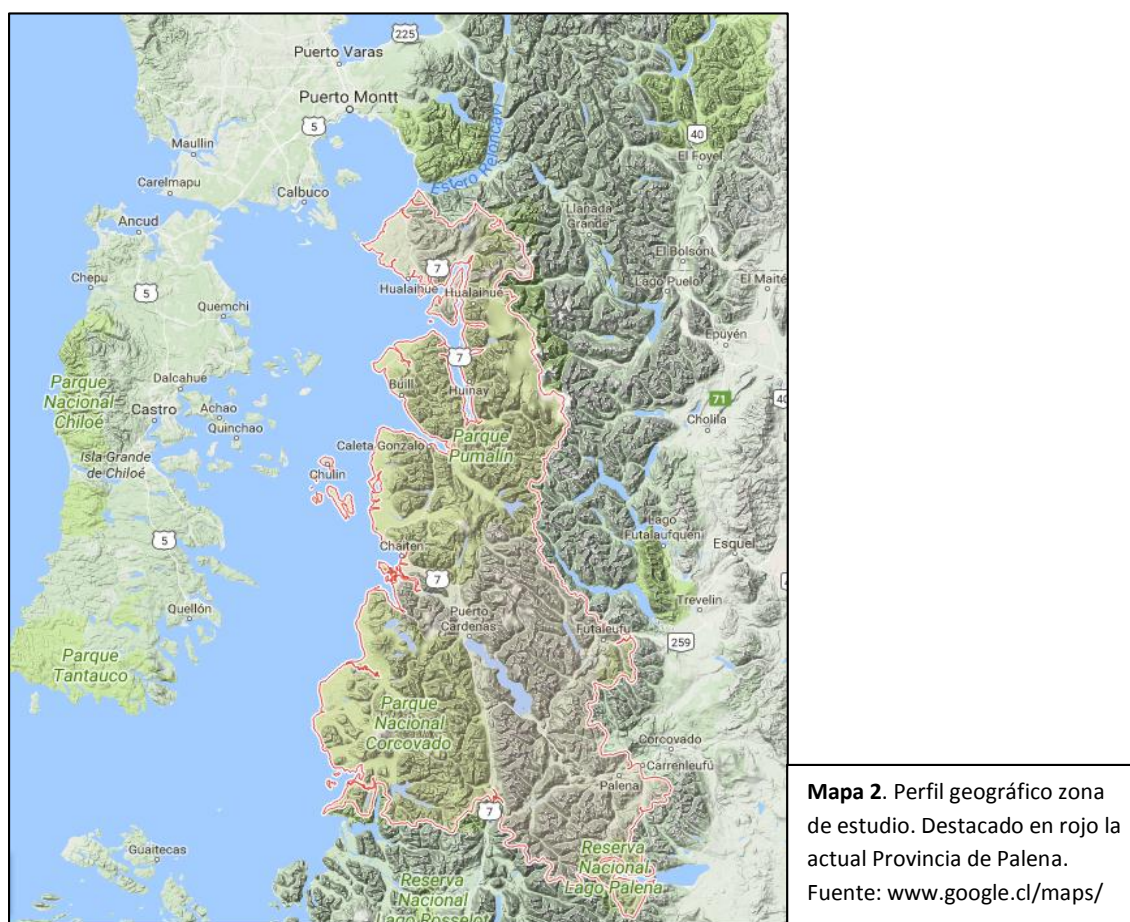 225
Puerto Varas
Puerto Montt
5
40
Maullin
El Foyel
Carelmapu
Calbuco
Estero Reloncaví
Ancud
Llanada
Grande
El Bolsón
7
Chepu
5
Hualaihué
Hualaihué
Lago Puelo
El Maité
Quemchi
Epuyén
Parque
Nacional
Chiloé
Dalcahue
7
Buill
Huinay
71
40
Castro
Achao
Quinchao
Cholila
Isla Grande
de Chiloé
Caleta Gonzalo
Parque
Pumalín
Chulin
5
Lago
Futalaufquen
Esquel
Chaitén
7
Trevelin
Quellón
Puerto
Cárdenas
Futaleufú
259
Parque
Tantauco
Parque
Nacional
Corcovado
Corcovado
Carrenleufú
Palena
7
Guaitecas
Reserva
Nacional
Lago Palena
Reserva
Nacional
Lago Rosselot
Mapa 2. Perfil geográfico zona
de estudio. Destacado en rojo la
actual Provincia de Palena.
Fuente: www.google.cl/maps/